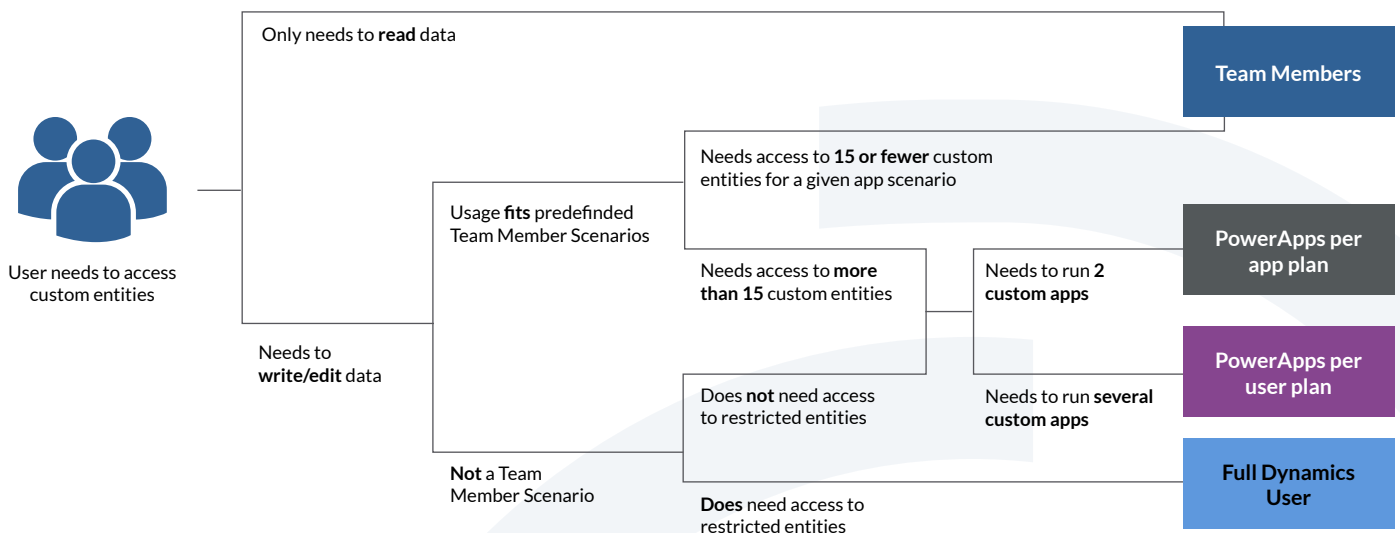 Only needs to read data
Team Members
Needs access to 15 or fewer custom
entities for a given app scenario
Usage fits predefinded
Team Member Scenarios
User needs to access
custom entities
Needs access to more
than 15 custom entities
Needs to run 2
custom apps
PowerApps per
app plan
Needs to
write/edit data
Does not need access
to restricted entities
Needs to run several
custom apps
PowerApps per
user plan
Not a Team
Member Scenario
Does need access to
restricted entities
Full Dynamics
User